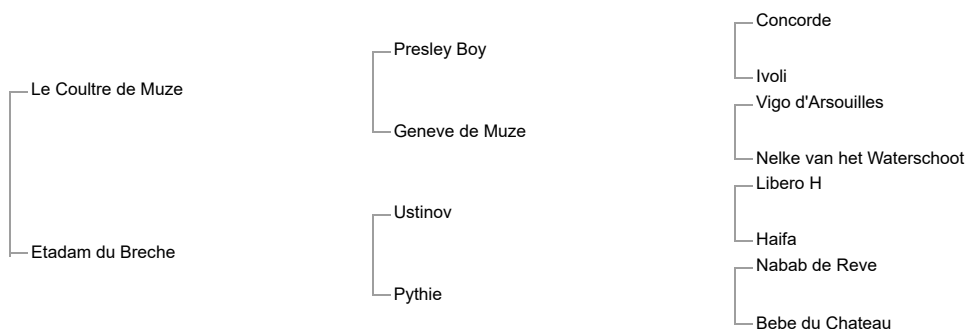 Concorde
Presley Boy
Ivoli
Le Coultre de Muze
Vigo d'Arsouilles
Geneve de Muze
Nelke van het Waterschoot
Libero H
Ustinov
Haifa
Etadam du Breche
Nabab de Reve
Pythie
Bebe du Chateau